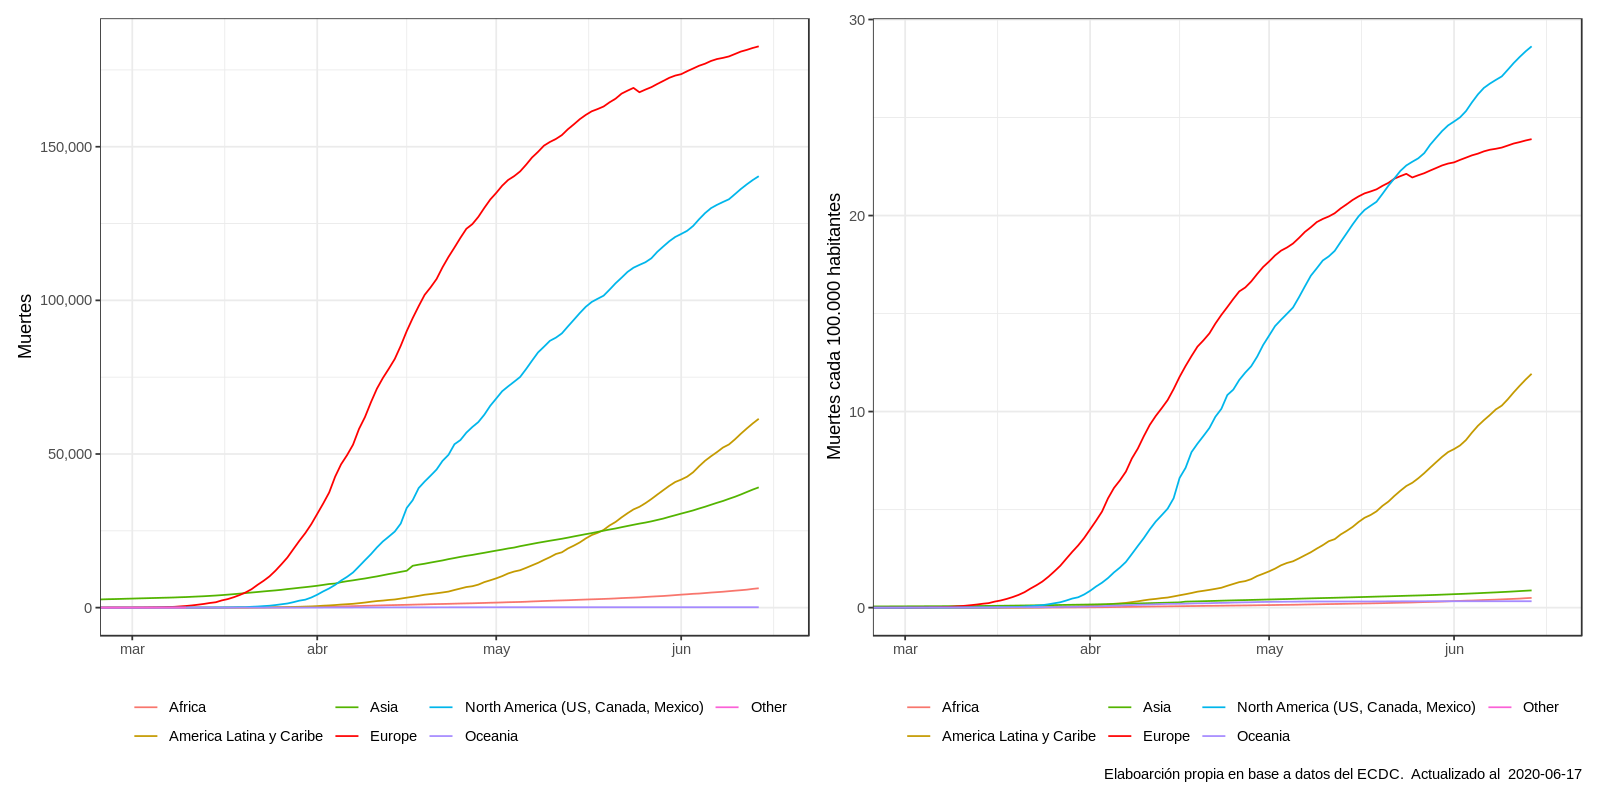 Muertes
150,000
100,000
50,000
0
mar abr may jun
Africa Asia North America (US, Canada, Mexico) Other
America Latina y Caribe Europe Oceania
Muertes cada 100.000 habitantes
30
20
10
0
mar abr may jun
Africa Asia North America (US, Canada, Mexico) Other
America Latina y Caribe Europe Oceania
Elaboarción propia en base a datos del ECDC. Actualizado al 2020-06-17